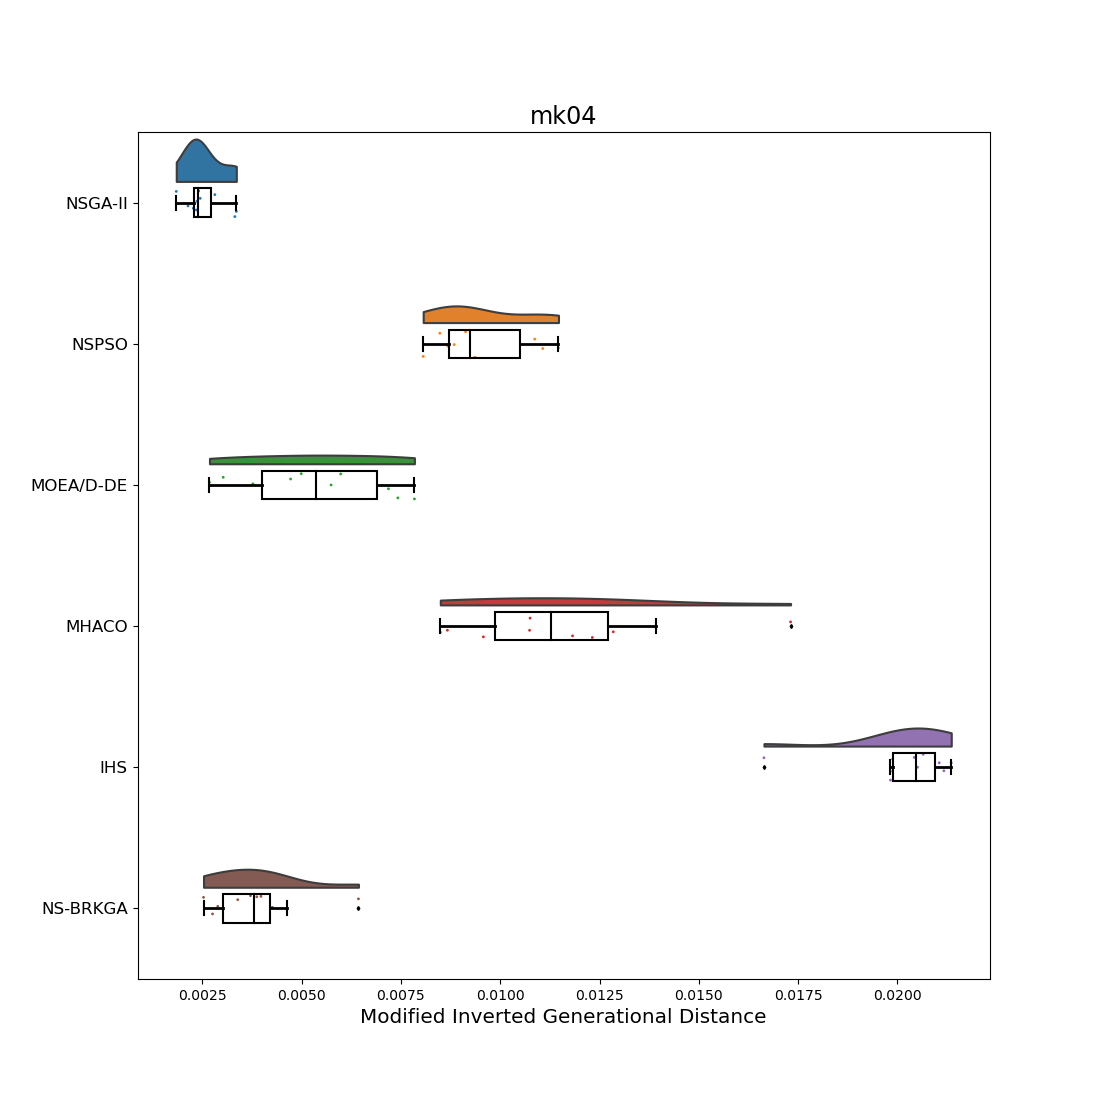 mk04
NSGA-II
NSPSO
MOEA/D-DE
MHACO
IHS
NS-BRKGA
0.0025 0.0050 0.0075 0.0100 0.0125 0.0150 0.0175 0.0200
Modified Inverted Generational Distance